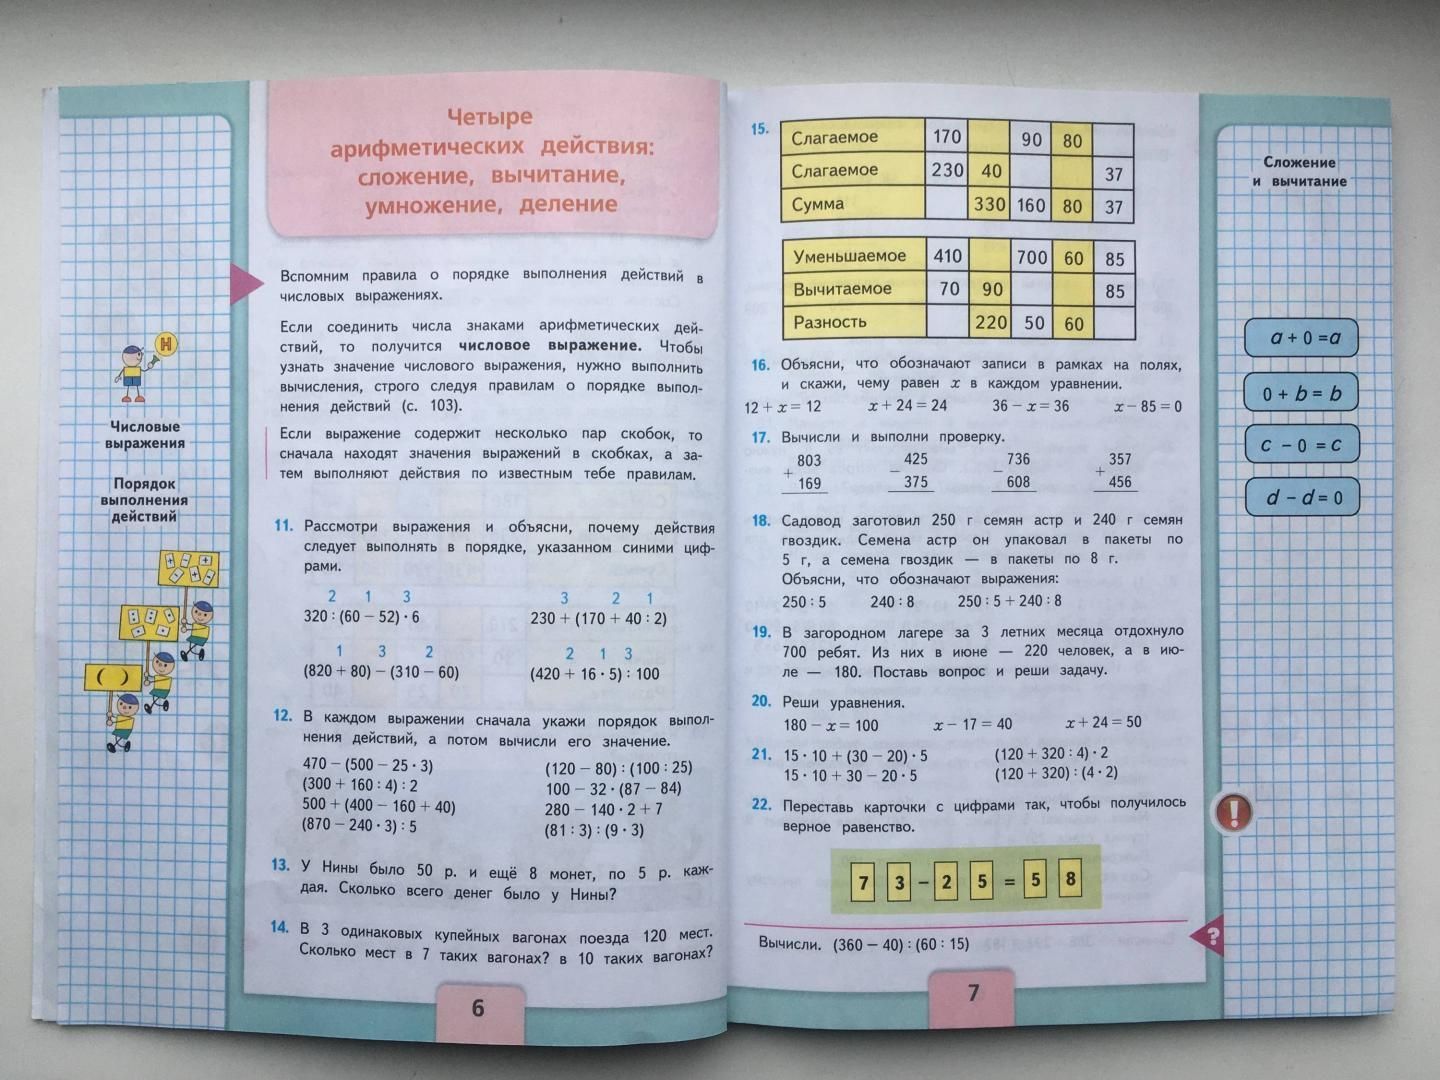 Четыре
арифметических действия:
сложение, вычитание,
умножение, деление
Вспомним правила о порядке выполнения действий в
числовых выражениях.
Если соединить числа знаками арифметических дей-
ствий, то получится числовое выражение. Чтобы
узнать значение числового выражения, нужно выполнить
вычисления, строго следуя правилам о порядке выпол-
нения действий (с. 103).
Если выражение содержит несколько пар скобок, то
сначала находят значения выражений в скобках, а за-
тем выполняют действия по известным тебе правилам.
Н
Числовые
выражения
Порядок
выполнения
действий
( )
11. Рассмотри выражения и объясни, почему действия
следует выполнять в порядке, указанном синими циф-
рами.
2 1 3 3 2 1
320 : (60 − 52) · 6 230 + (170 + 40 : 2)
1 3 2 2 1 3
(820 + 80) − (310 − 60) (420 + 16 · 5) : 100
12. В каждом выражении сначала укажи порядок выпол-
нения действий, а потом вычисли его значение.
470 − (500 − 25 · 3) (120 − 80) : (100 : 25)
(300 + 160 : 4) : 2 100 − 32 · (87 − 84)
500 + (400 − 160 + 40) 280 − 140 · 2 + 7
(870 − 240 · 3) : 5 (81 : 3) : (9 · 3)
13. У Нины было 50 р. и ещё 8 монет, по 5 р. каж-
дая. Сколько всего денег было у Нины?
14. В 3 одинаковых купейных вагонах поезда 120 мест.
Сколько мест в 7 таких вагонах? в 10 таких вагонах?
6
15. Слагаемое 170 90 80
Слагаемое 230 40 37
Сумма 330 160 80 37
Уменьшаемое 410 700 60 85
Вычитаемое 70 90 85
Разность 220 50 60
16. Объясни, что обозначают записи в рамках на полях,
и скажи, чему равен x в каждом уравнении.
12 + x = 12 x + 24 = 24 36 − x = 36 x − 85 = 0
17. Вычисли и выполни проверку.
803 425 736 357
+ − − +
169 375 608 456
18. Садовод заготовил 250 г семян астр и 240 г семян
гвоздик. Семена астр он упаковал в пакеты по
5 г, а семена гвоздик — в пакеты по 8 г.
Объясни, что обозначают выражения:
250 : 5 240 : 8 250 : 5 + 240 : 8
19. В загородном лагере за 3 летних месяца отдохнуло
700 ребят. Из них в июне — 220 человек, а в ию-
ле — 180. Поставь вопрос и реши задачу.
20. Реши уравнения.
180 − x = 100 x − 17 = 40 x + 24 = 50
21. 15 · 10 + (30 − 20) · 5 (120 + 320 : 4) · 2
15 · 10 + 30 − 20 · 5 (120 + 320) : (4 · 2)
22. Переставь карточки с цифрами так, чтобы получилось
верное равенство.
7 3 − 2 5 = 5 8
Вычисли. (360 − 40) : (60 : 15)
7
Сложение
и вычитание
a + 0 = a
0 + b = b
c − 0 = c
d − d = 0
!
?